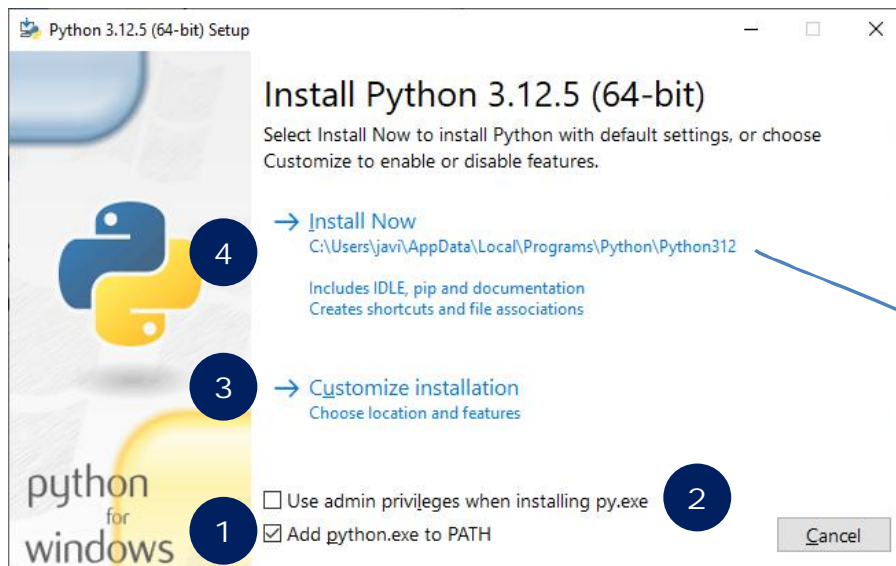 Python 3.12.5 (64-bit) Setup
Install Python 3.12.5 (64-bit)
Select Install Now to install Python with default settings, or choose
Customize to enable or disable features.
→ Install Now
C:\Users\javi\AppData\Local\Programs\Python\Python312
4
Includes IDLE, pip and documentation
Creates shortcuts and file associations
3
→ Customize installation
Choose location and features
python
for
windows
Use admin privileges when installing py.exe
2
1
Add python.exe to PATH
Cancel